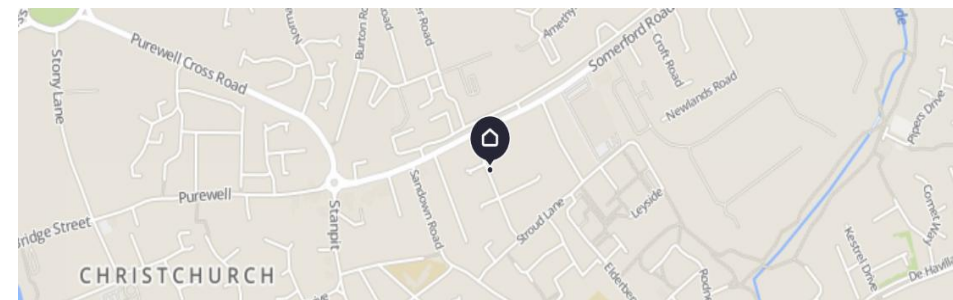 Stony Lane
Purewell Cross Road
Burton Road
Road
Somerford Road
Croft Road
Newlands Road
Pipers Drive
Purewell
Bridge Street
Stanpit
Sandown Road
Stroud Lane
Leyside
Comet Way
Kestrel Drive
CHRISTCHURCH